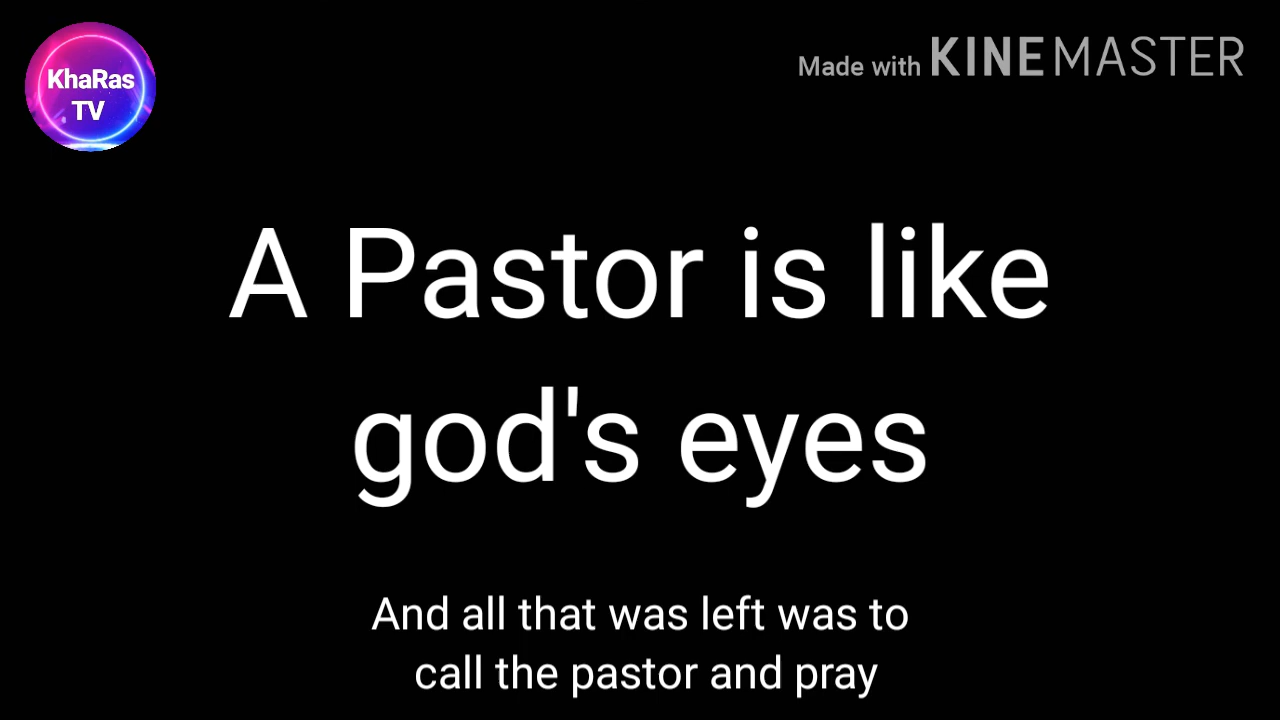 KhaRas
TV
Made with KINEMASTER
A Pastor is like
god's eyes
And all that was left was to
call the pastor and pray